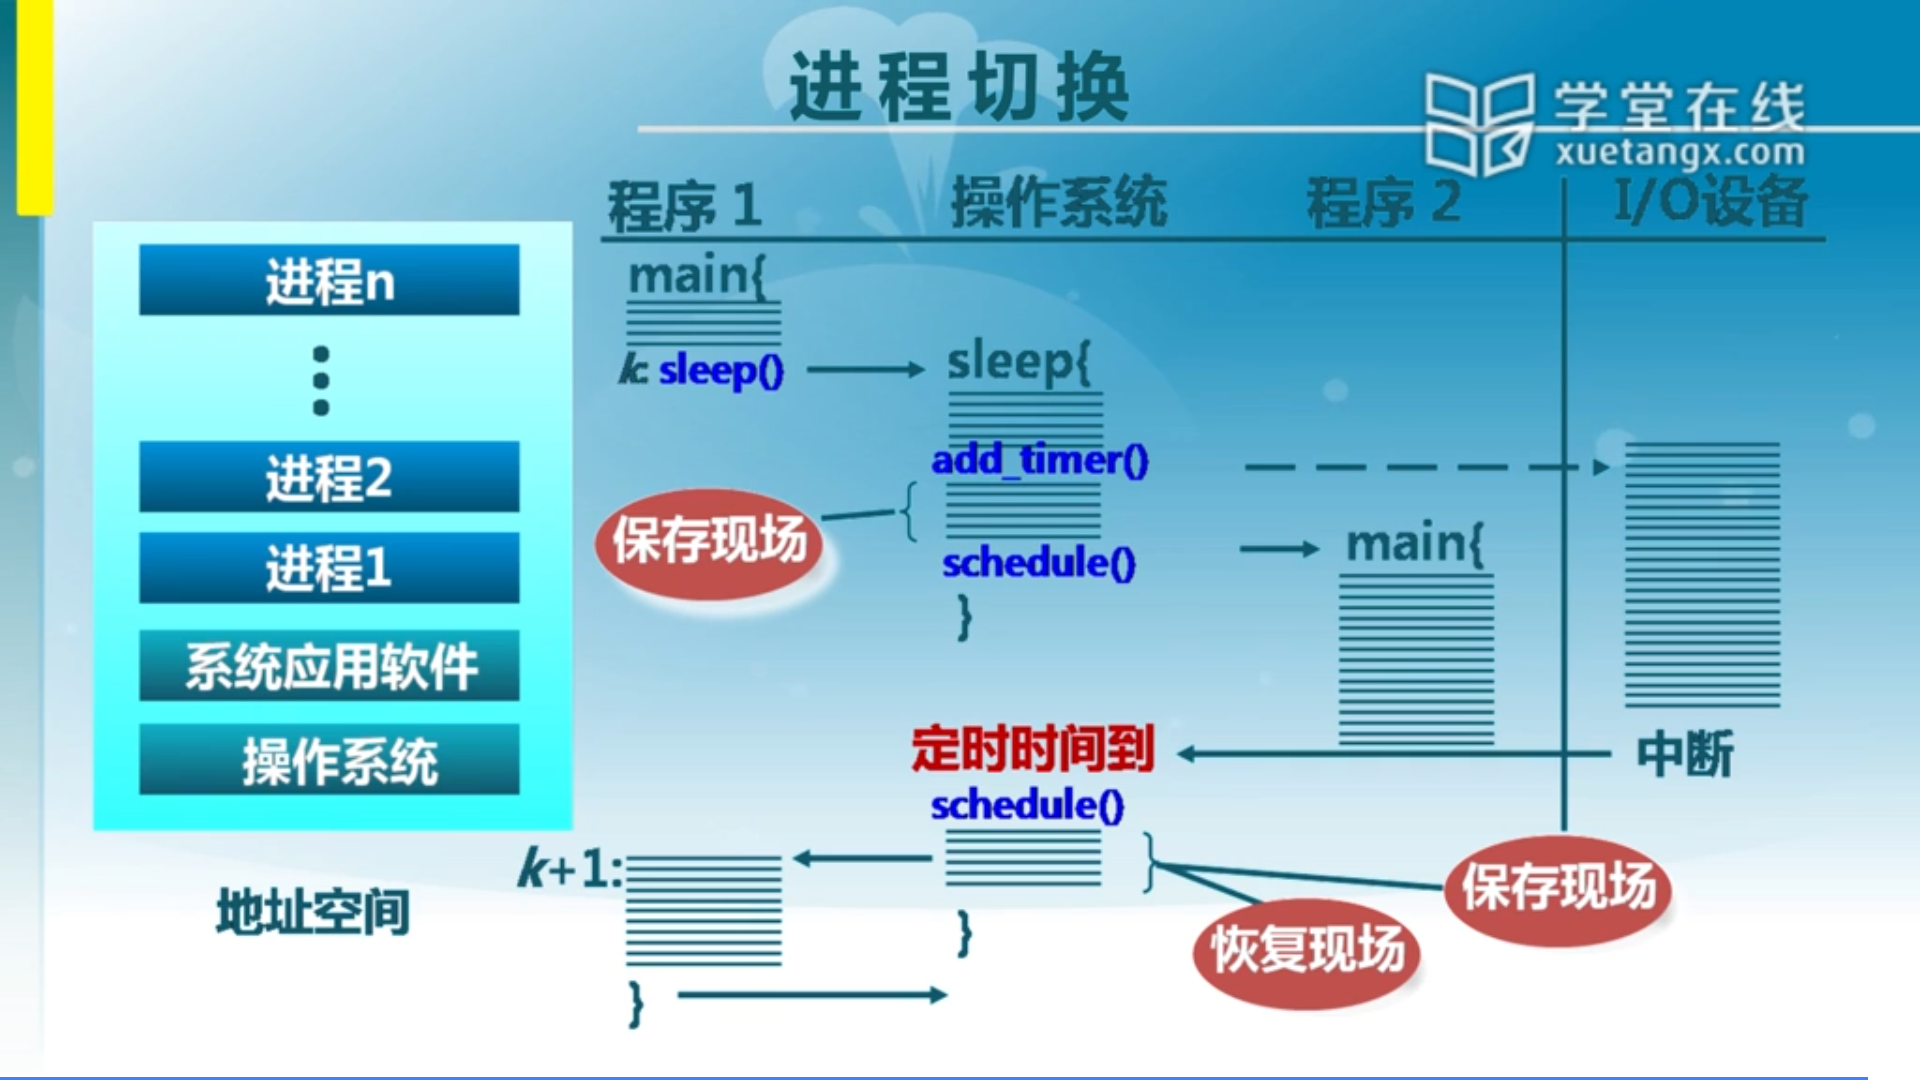 进程切换
学堂在线
xuetangx.com
程序 1
操作系统
程序 2
I/O设备
进程n
进程2
进程1
系统应用软件
操作系统
地址空间
main{
k: sleep()
sleep{
add_timer()
保存现场
{
schedule()
}
main{
定时时间到
中断
schedule()
k+1:
}
保存现场
恢复现场
}
}